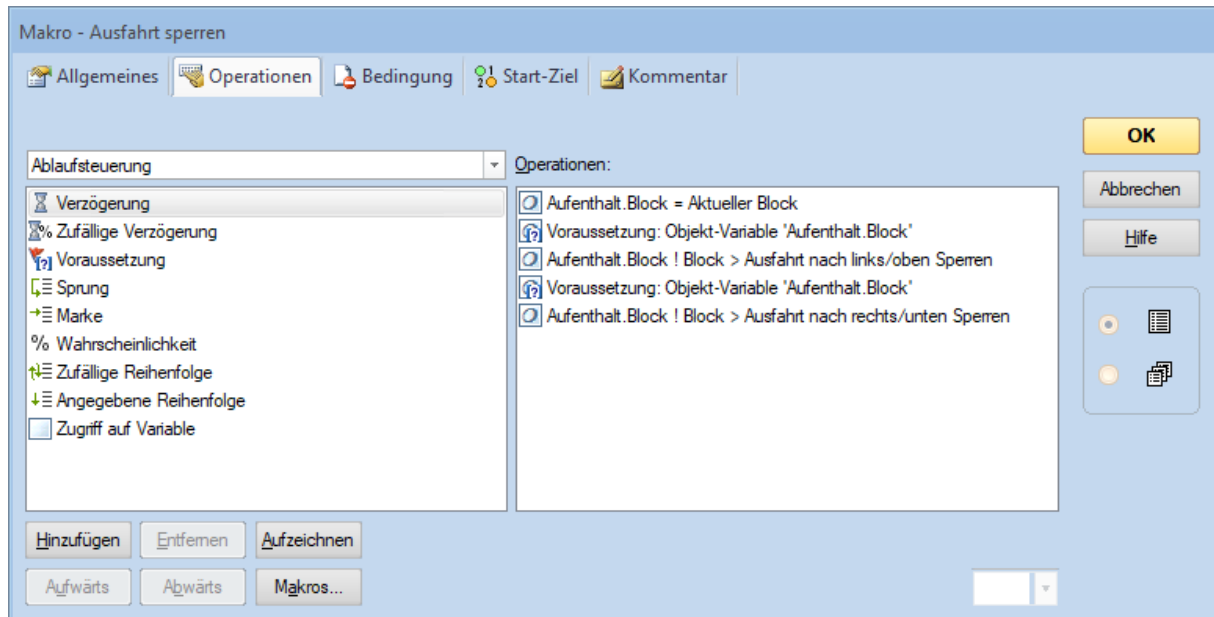 Makro - Ausfahrt sperren
Allgemeines Operationen Bedingung Start-Ziel Kommentar
Ablaufsteuerung
Verzögerung
Zufällige Verzögerung
Voraussetzung
Sprung
Marke
% Wahrscheinlichkeit
Zufällige Reihenfolge
Angegebene Reihenfolge
Zugriff auf Variable
Operationen:
Aufenthalt.Block = Aktueller Block
Voraussetzung: Objekt-Variable 'Aufenthalt.Block'
Aufenthalt.Block ! Block > Ausfahrt nach links/oben Sperren
Voraussetzung: Objekt-Variable 'Aufenthalt.Block'
Aufenthalt.Block ! Block > Ausfahrt nach rechts/unten Sperren
OK
Abbrechen
Hilfe
Hinzufügen Entfernen Aufzeichnen
Aufwärts Abwärts Makros...